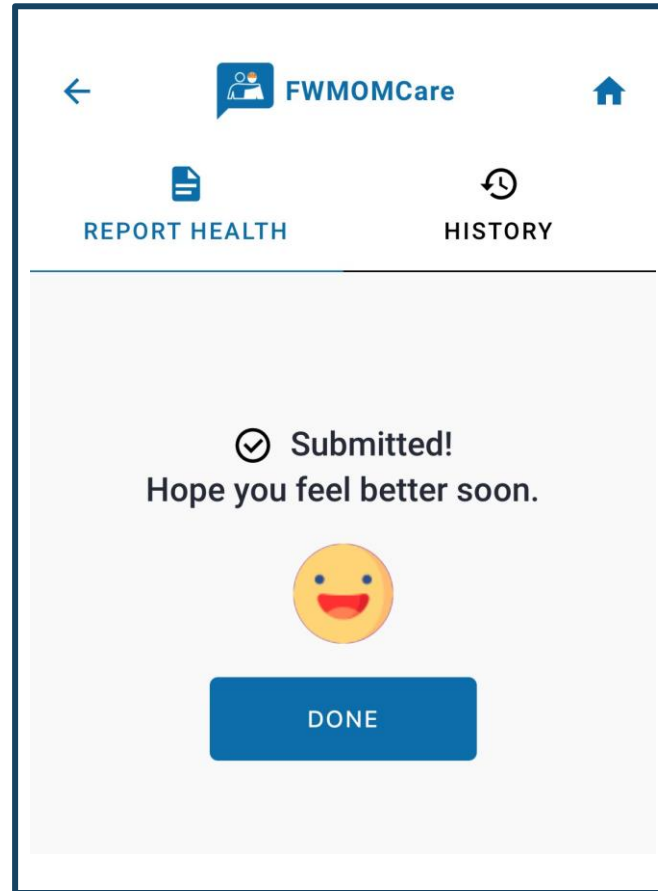 FWMOMCare
REPORT HEALTH
HISTORY
Submitted!
Hope you feel better soon.
DONE